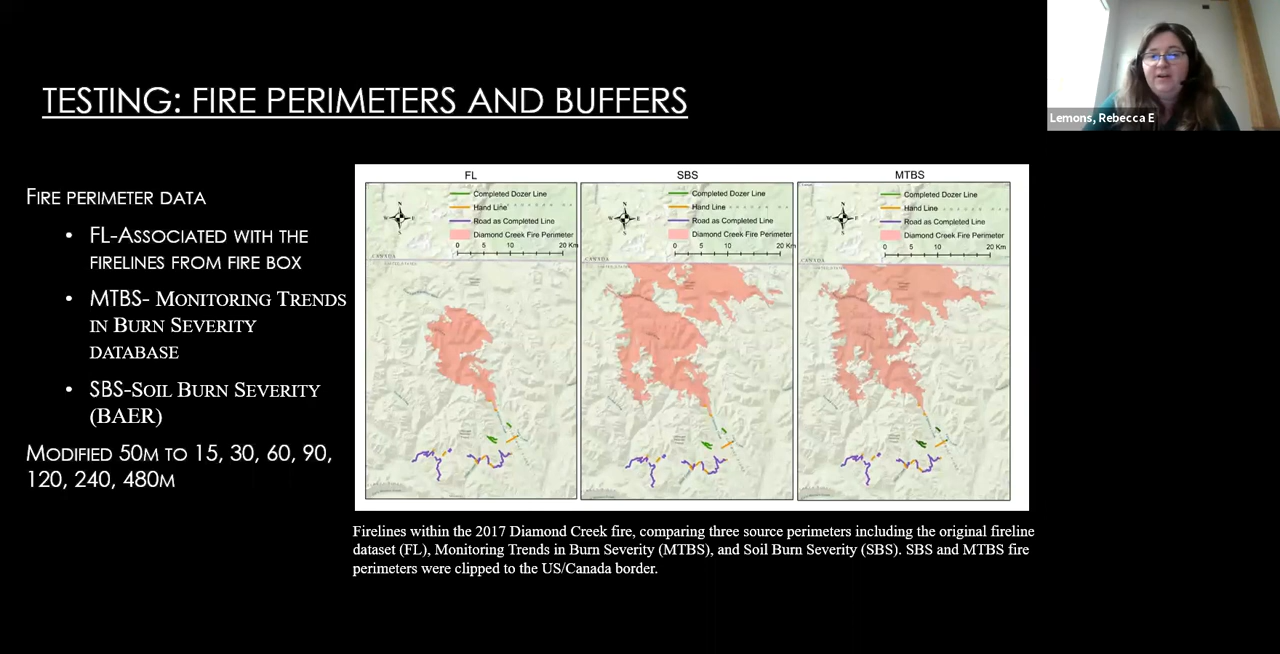 TESTING: FIRE PERIMETERS AND BUFFERS
Lemons, Rebecca E
FIRE PERIMETER DATA
• FL-ASSOCIATED WITH THE
FIRELINES FROM FIRE BOX
• MTBS- MONITORING TRENDS
IN BURN SEVERITY
DATABASE
• SBS-SOIL BURN SEVERITY
(BAER)
MODIFIED 50M TO 15, 30, 60, 90,
120, 240, 480M
FL
Completed Dozer Line
Hand Line
Road as Completed Line
Diamond Creek Fire Perimeter
0 5 10 20 Km
N
W E
S
CANADA
SBS
Completed Dozer Line
Hand Line
Road as Completed Line
Diamond Creek Fire Perimeter
0 5 10 20 Km
N
W E
S
CANADA
MTBS
Completed Dozer Line
Hand Line
Road as Completed Line
Diamond Creek Fire Perimeter
0 5 10 20 Km
N
W E
S
CANADA
Firelines within the 2017 Diamond Creek fire, comparing three source perimeters including the original fireline
dataset (FL), Monitoring Trends in Burn Severity (MTBS), and Soil Burn Severity (SBS). SBS and MTBS fire
perimeters were clipped to the US/Canada border.